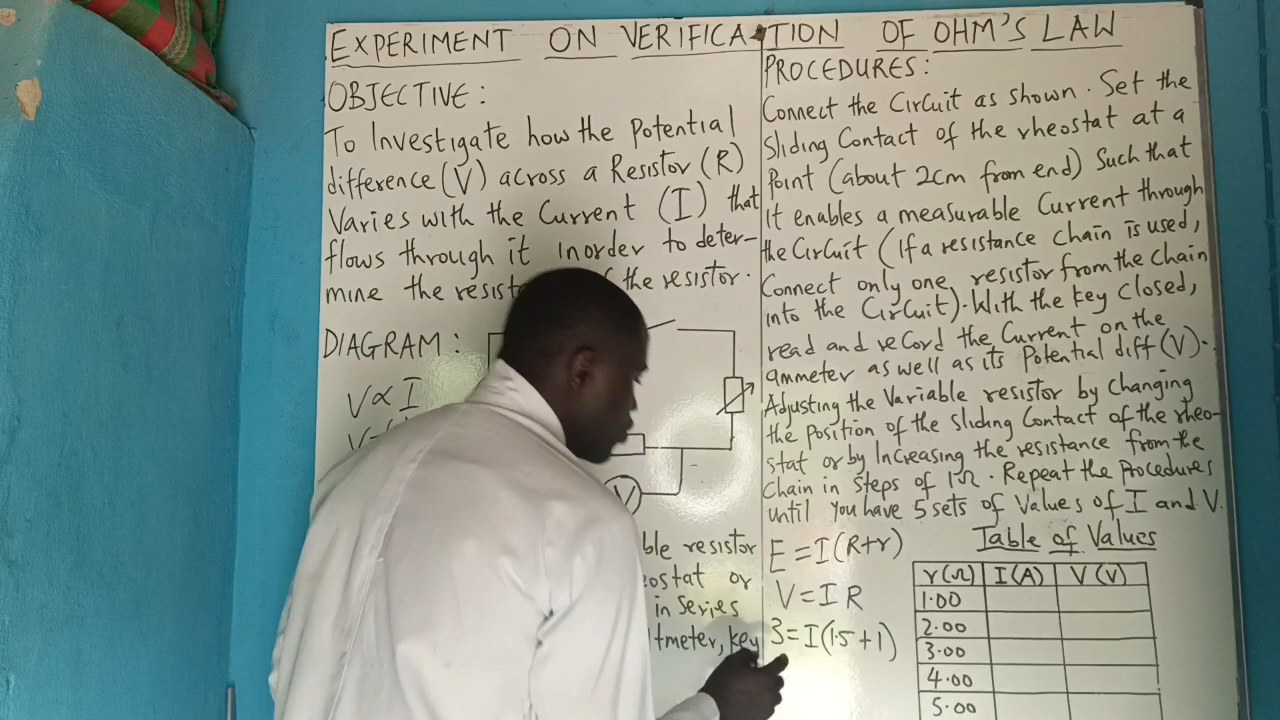 EXPERIMENT ON VERIFICATION OF OHM'S LAW
OBJECTIVE:
To Investigate how the Potential
difference (V) across a Resistor (R)
Varies with the Current (I) that
flows through it inorder to deter-
mine the the resistor.
DIAGRAM:
V∝I
V
ble resistor
eostat or
in Series
ltmeter, key
PROCEDURES:
Connect the Circuit as shown. Set the
Sliding Contact of the rheostat at a
Point (about 2cm from end) Such that
It enables a measurable Current through
the Circuit (If a resistance chain is used,
Connect only one resistor from the chain
into the Circuit). With the key closed,
read and record the Current on the
ammeter as well as its Potential diff (V).
Adjusting the Variable resistor by Changing
the Position of the Sliding Contact of the rheo-
stat or by Increasing the resistance from the
Chain in Steps of 1Ω. Repeat the Procedures
until You have 5 sets of Values of I and V.
E = I(R+r)
V = IR
3 = I(1.5 + 1)
Table of Values
r(Ω) I(A) V(V)
1.00
2.00
3.00
4.00
5.00